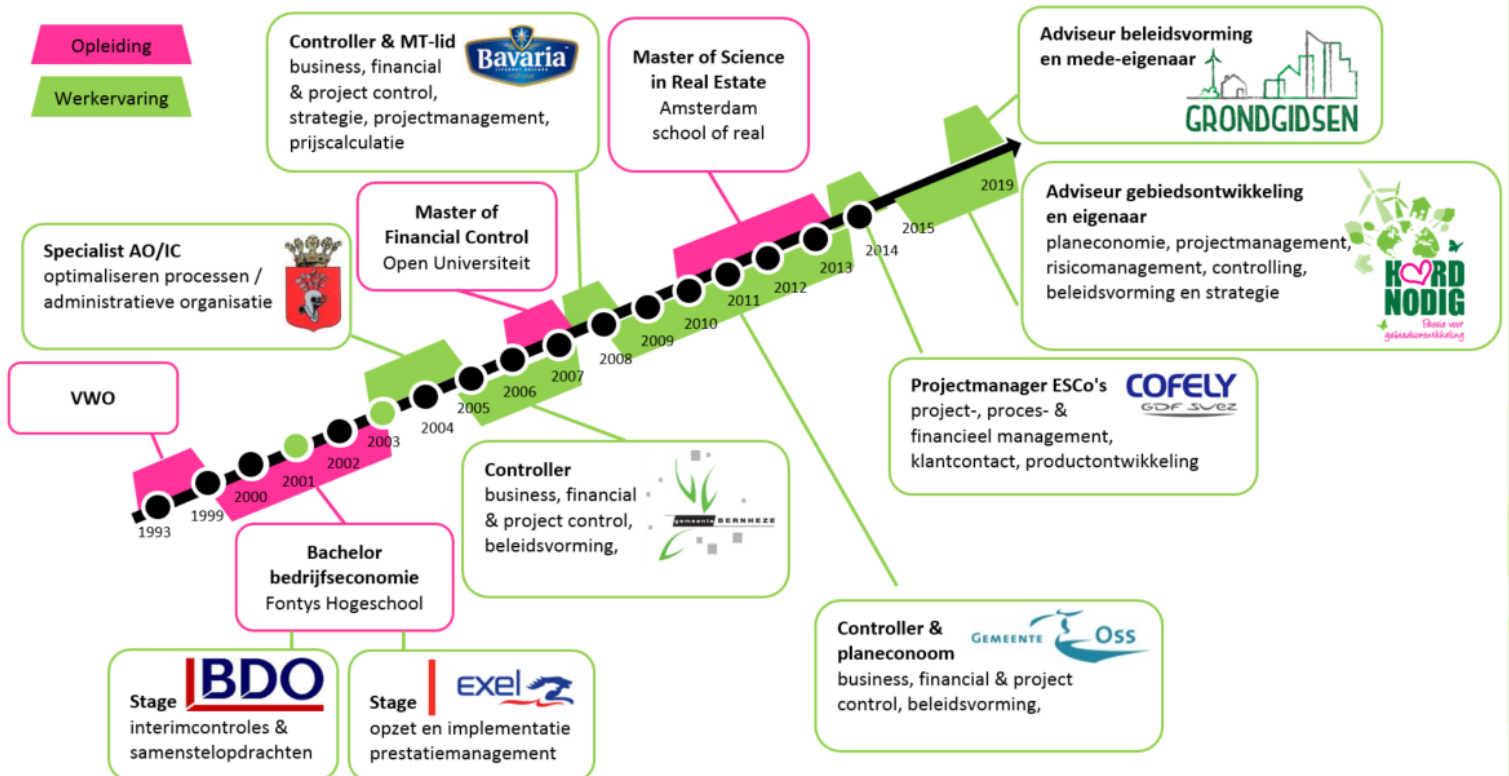 Opleiding
Werkervaring
Controller & MT-lid
business, financial
& project control,
strategie, projectmanagement,
prijscalculatie
Bavaria
Master of Science
in Real Estate
Amsterdam
school of real
Adviseur beleidsvorming
en mede-eigenaar
GRONDGIDSEN
Specialist AO/IC
optimaliseren processen /
administratieve organisatie
Master of
Financial Control
Open Universiteit
Adviseur gebiedsontwikkeling
en eigenaar
planeconomie, projectmanagement,
risicomanagement, controlling,
beleidsvorming en strategie
HARD
NODIG
Passie voor
gebiedsontwikkeling
VWO
1993
1999
2000
2001
2002
2003
2004
2005
2006
2007
2008
2009
2010
2011
2012
2013
2014
2015
2019
Projectmanager ESCo's
project-, proces- &
financieel management,
klantcontact, productontwikkeling
COFELY
GDF SUEZ
Controller
business, financial
& project control,
beleidsvorming,
gemeente BERNHEZE
Bachelor
bedrijfseconomie
Fontys Hogeschool
Controller &
planeconoom
business, financial & project
control, beleidsvorming,
GEMEENTE OSS
Stage
interimcontroles &
samenstelopdrachten
BDO
Stage
opzet en implementatie
prestatiemanagement
exel